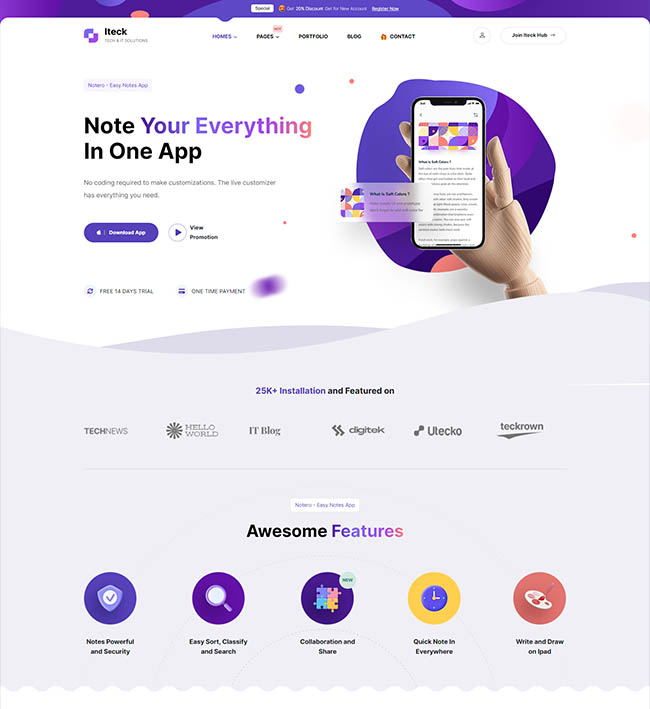 Special Get 20% Discount Get for New Account Register Now
Iteck
TECH & IT SOLUTIONS
HOMES PAGES HOT PORTFOLIO BLOG CONTACT
Join Iteck Hub →
Notero - Easy Notes App
Note Your Everything
In One App
No coding required to make customizations. The live customizer
has everything you need.
Download App
View
Promotion
FREE 14 DAYS TRIAL
ONE TIME PAYMENT
What is Soft Colors ?
What is Soft Colors ?
25K+ Installation and Featured on
TECHNEWS
HELLO
WORLD
IT Blog
digitek
Utecko
teckrown
Notero - Easy Notes App
Awesome Features
NEW
Notes Powerful
and Security
Easy Sort, Classify
and Search
Collaboration and
Share
Quick Note In
Everywhere
Write and Draw
on Ipad